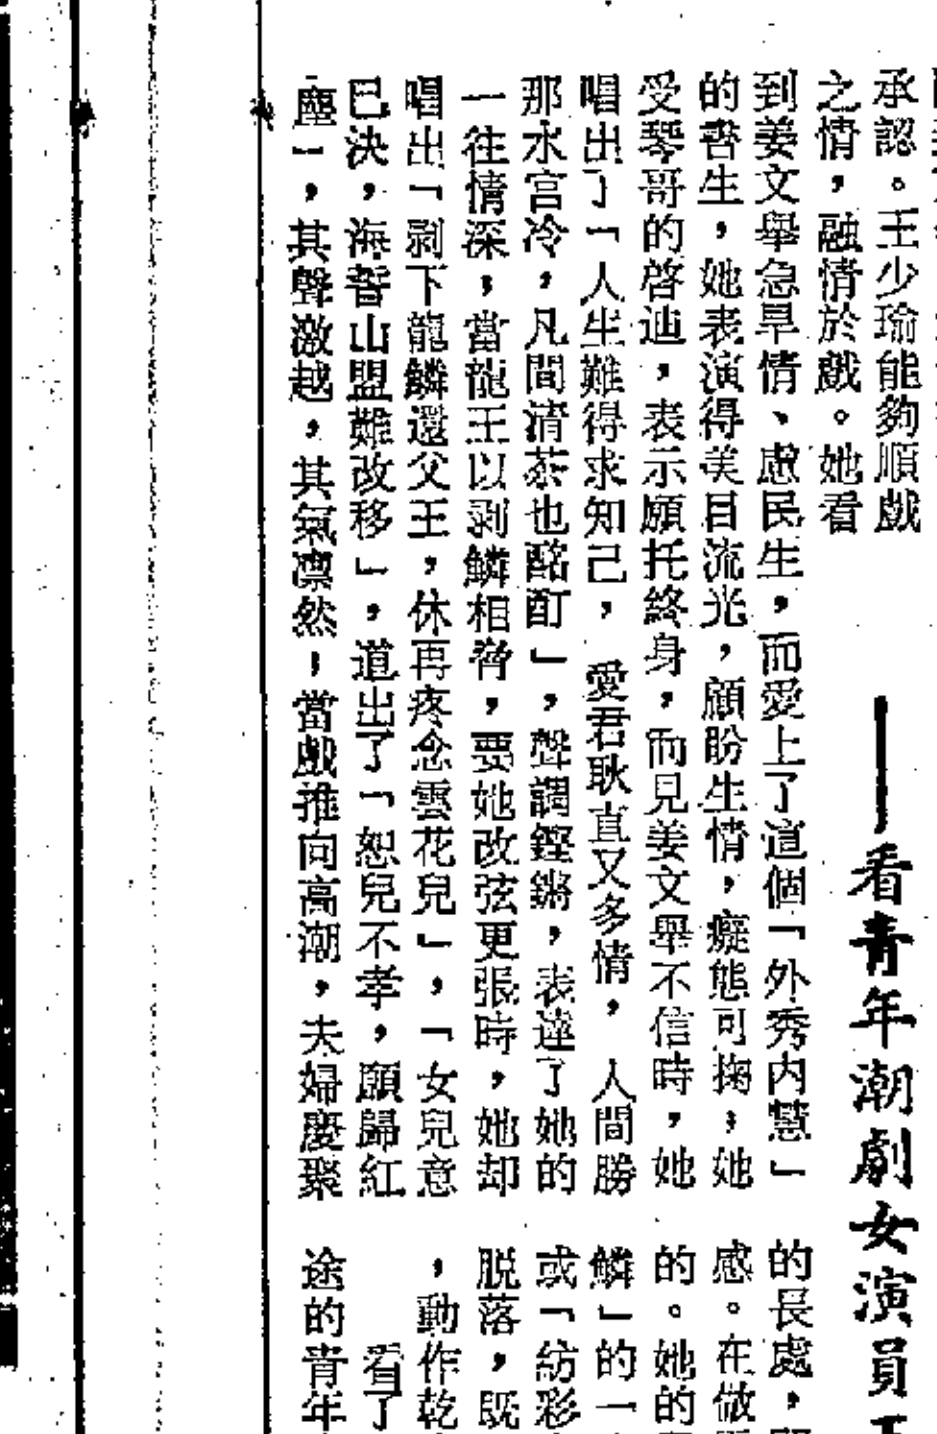 承認。王少瑜能夠順戲
之情，融情於戲。她看
到姜文舉急旱情、慮民生，而愛上了這個「外秀内慧」
的書生，她表演得美目流光，顧盼生情，癡態可掬；她
受琴哥的啓迪，表示願托終身，而見姜文舉不信時，她
唱出了「人生難得求知己，愛君耿直又多情，人間勝
那水宫冷，凡間清茶也酩酊」，聲調鏗鏘，表達了她的
一往情深，當龍王以剥鱗相脅，要她改弦更張時，她却
唱出「剥下龍鱗還父王，休再疼念雲花兒」，「女兒意
已決，海誓山盟難改移」，道出了「恕兒不孝，願歸紅
塵」，其聲激越，其氣凛然；當戲推向高潮，夫婦慶聚
——看青年潮劇女演員
的長處，
感。在做
的。她的
鱗」的一
或「紡彩
脱落，既
，動作乾
看了
途的青年